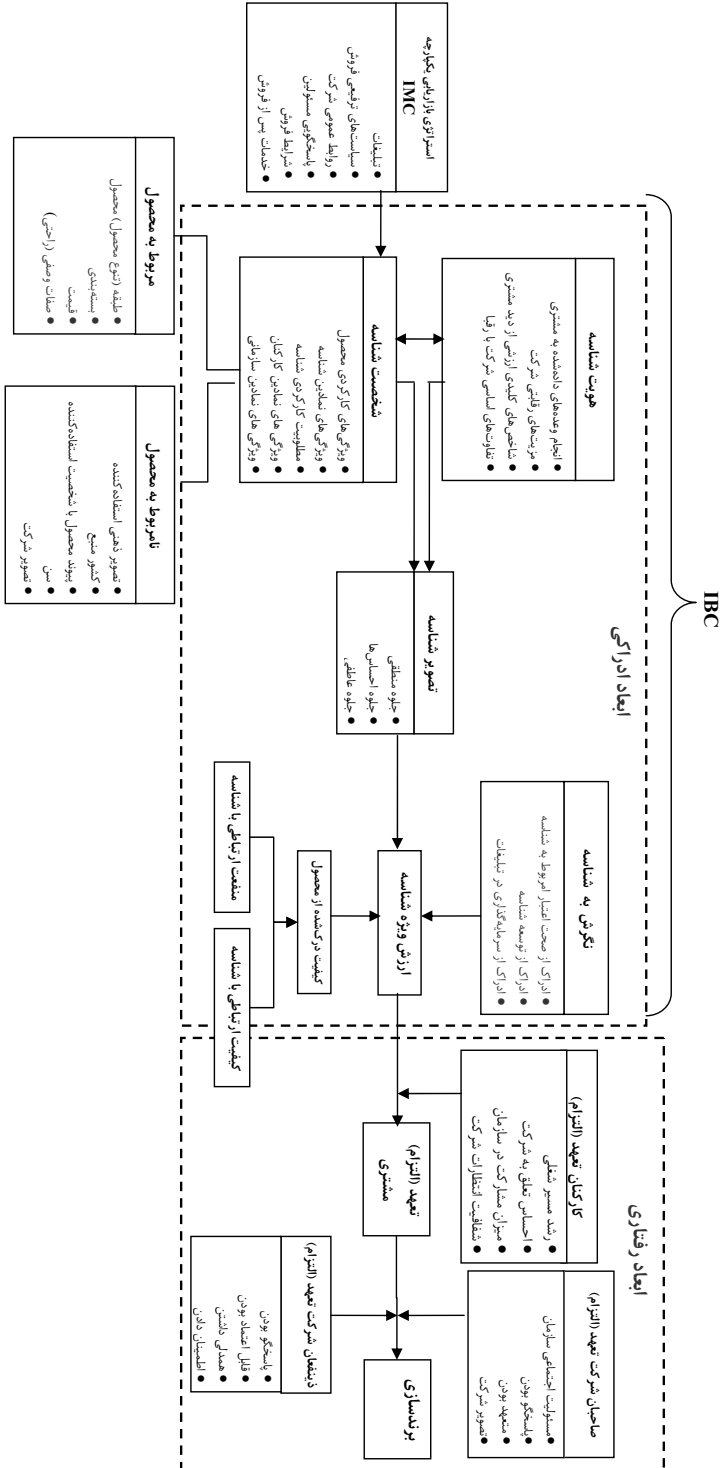 IBC
ابعاد ادراکی
ابعاد رفتاری
استراتژی بازاریابی یکپارچه
IMC
تبلیغات
سیاست‌های ترفیعی فروش
روابط عمومی شرکت
پاسخگویی مسئولین
شرایط فروش
خدمات پس از فروش
هویت شناسه
انجام وعده‌های داده‌شده به مشتری
مزیت‌های رقابتی شرکت
شاخص‌های کلیدی ارزشی از دید مشتری
تفاوت‌های اساسی شرکت با رقبا
شخصیت شناسه
ویژگی‌های کارکردی محصول
ویژگی‌های نمادین شناسه
مطلوبیت کارکردی شناسه
ویژگی های نمادین کارکنان
ویژگی های نمادین سازمانی
مربوط به محصول
طبقه (تنوع محصول) محصول
بسته‌بندی
قیمت
صفات وصفی (راحتی)
نامربوط به محصول
تصویر ذهنی استفاده‌کننده
کشور منبع
پیوند محصول با شخصیت استفاده‌کننده
سن
تصویر شرکت
تصویر شناسه
جلوه منطقی
جلوه احساس‌ها
جلوه عاطفی
نگرش به شناسه
ادراک از صحت اعتبار امربوط به شناسه
ادراک از توسعه شناسه
ادراک از سرمایه‌گذاری در تبلیغات
ارزش ویژه شناسه
کیفیت درک‌شده از محصول
منفعت ارتباطی با شناسه
کیفیت ارتباطی با شناسه
کارکنان تعهد (التزام)
رشد مسیر شغلی
احساس تعلق به شرکت
میزان مشارکت در سازمان
شفافیت انتظارات شرکت
تعهد (التزام)
مشتری
صاحبان شرکت تعهد (التزام)
مسئولیت اجتماعی سازمان
پاسخگو بودن
متعهد بودن
تصویر شرکت
ذینفعان شرکت تعهد (التزام)
پاسخگو بودن
قابل اعتماد بودن
همدلی داشتن
اطمینان دادن
برندسازی